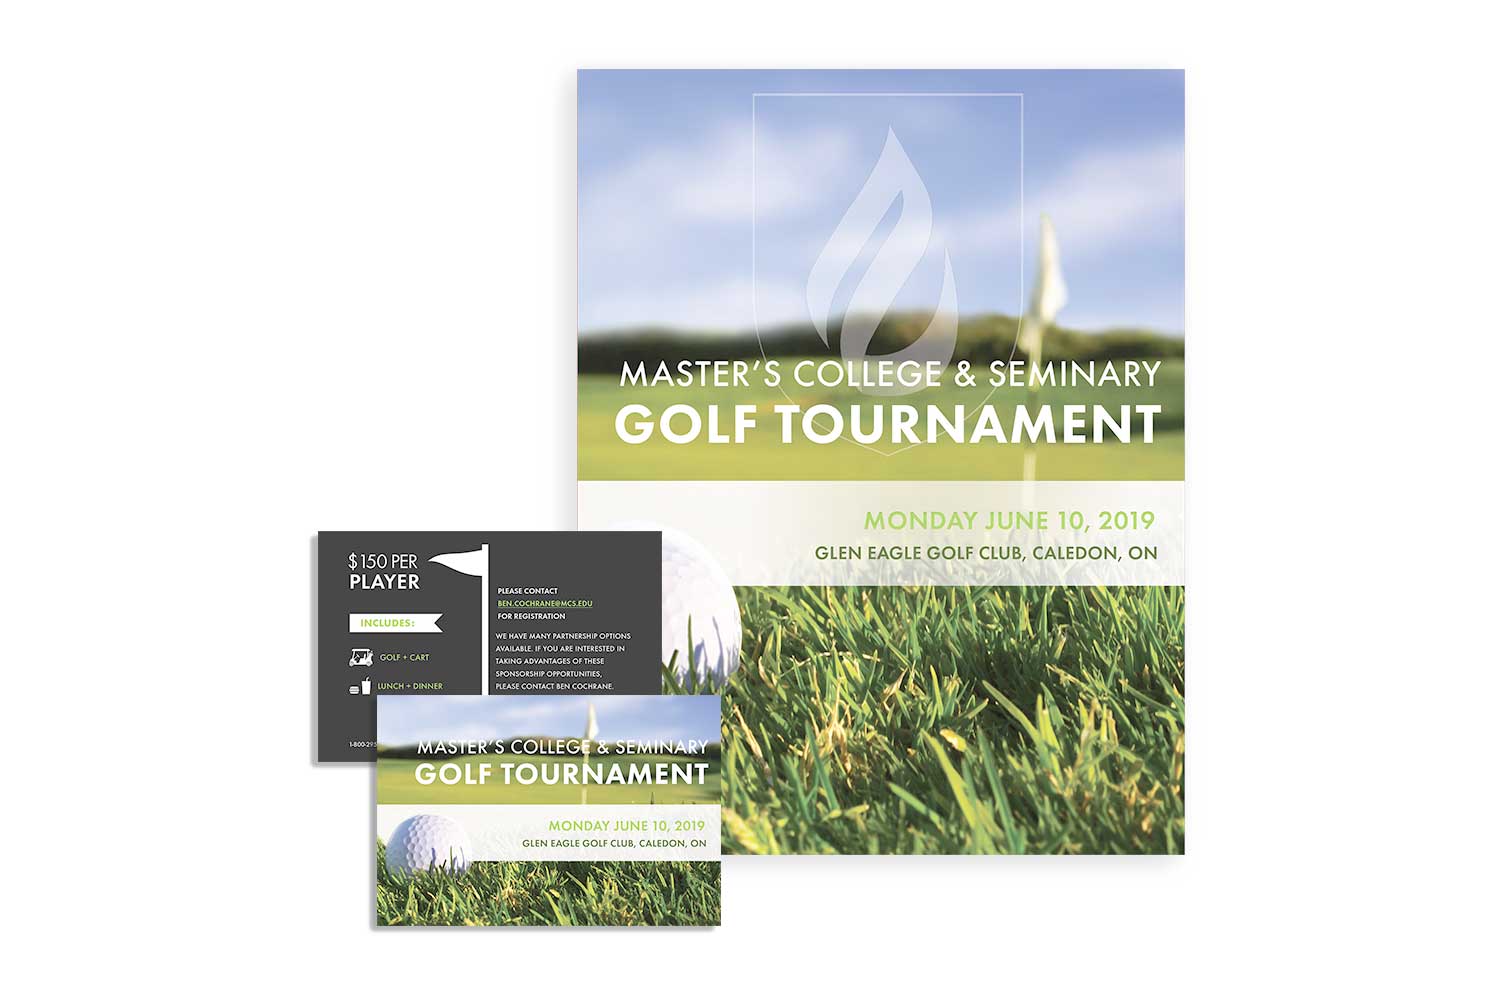 MASTER'S COLLEGE & SEMINARY
GOLF TOURNAMENT
MONDAY JUNE 10, 2019
GLEN EAGLE GOLF CLUB, CALEDON, ON
$150 PER
PLAYER
INCLUDES:
GOLF + CART
LUNCH + DINNER
1-800-295
PLEASE CONTACT
BEN.COCHRANE@MCS.EDU
FOR REGISTRATION
WE HAVE MANY PARTNERSHIP OPTIONS
AVAILABLE. IF YOU ARE INTERESTED IN
TAKING ADVANTAGES OF THESE
SPONSORSHIP OPPORTUNITIES,
PLEASE CONTACT BEN COCHRANE.
MASTER'S COLLEGE & SEMINARY
GOLF TOURNAMENT
MONDAY JUNE 10, 2019
GLEN EAGLE GOLF CLUB, CALEDON, ON